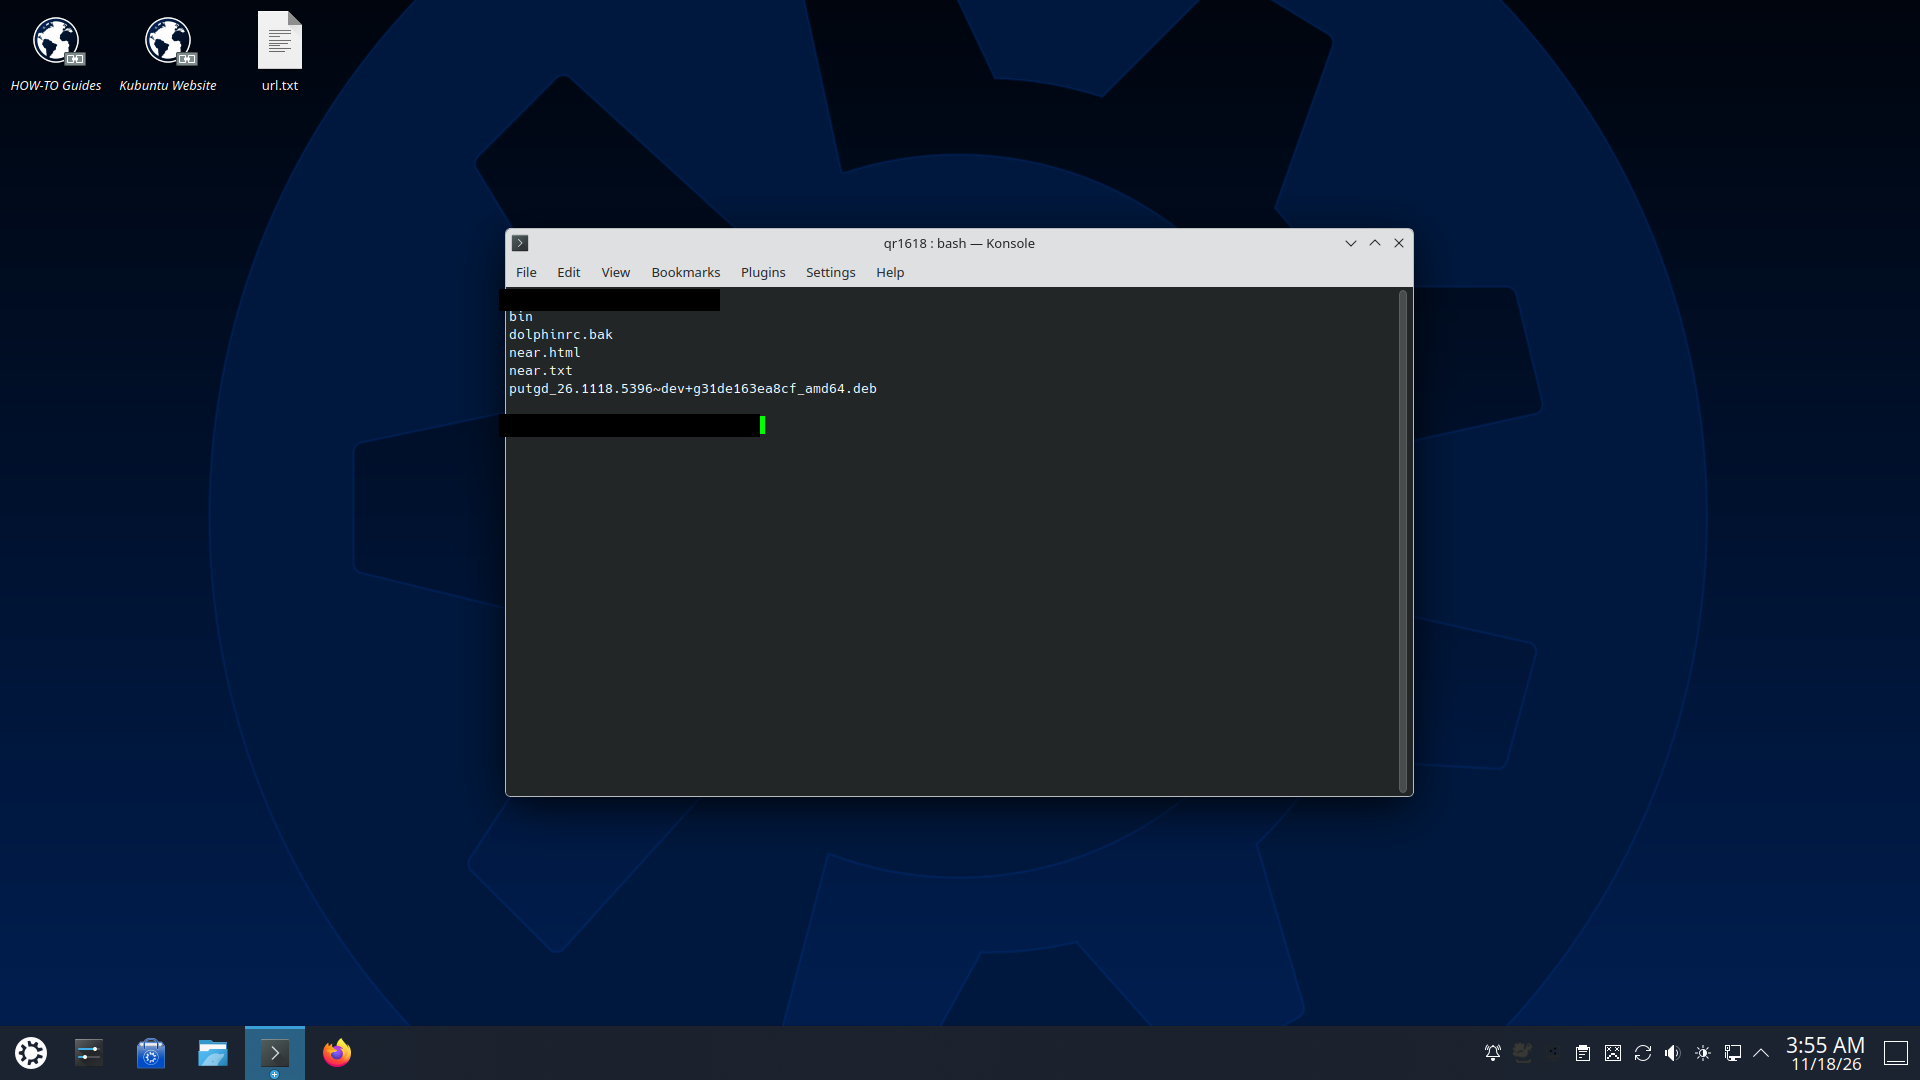 HOW-TO Guides
Kubuntu Website
url.txt
qr1618 : bash — Konsole
File Edit View Bookmarks Plugins Settings Help
bin
dolphinrc.bak
near.html
near.txt
putgd_26.1118.5396~dev+g31de163ea8cf_amd64.deb
3:55 AM
11/18/26